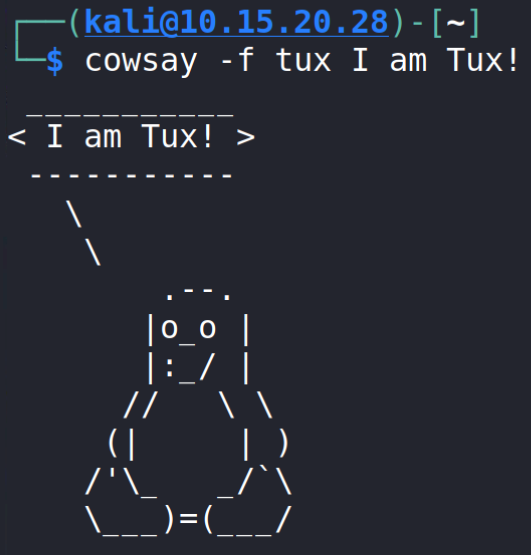 ┌──(kali@10.15.20.28)-[~]
└─$ cowsay -f tux I am Tux!
 ___________
< I am Tux! >
 -----------
   \
    \
        .--.
       |o_o |
       |:_/ |
      //   \ \
     (|     | )
    /'\_   _/`\
    \___)=(___/